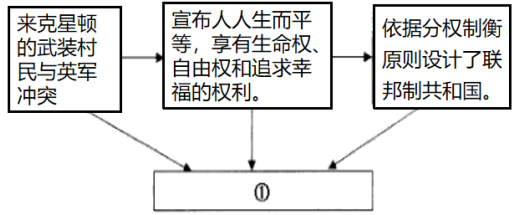 来克星顿
的武装村
民与英军
冲突
宣布人人生而平
等，享有生命权、
自由权和追求幸
福的权利。
依据分权制衡
原则设计了联
邦制共和国。
①